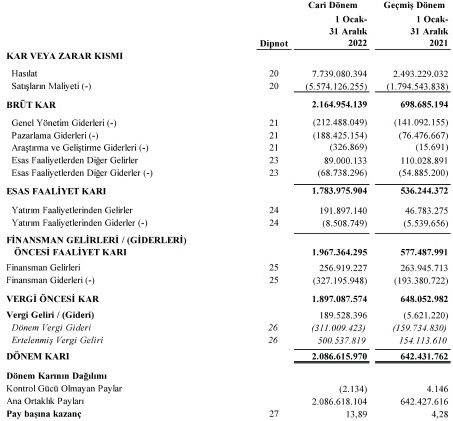 Cari Dönem Geçmiş Dönem
1 Ocak- 1 Ocak-
31 Aralık 31 Aralık
Dipnot 2022 2021
KAR VEYA ZARAR KISMI
Hasılat 20 7.739.080.394 2.493.229.032
Satışların Maliyeti (-) 20 (5.574.126.255) (1.794.543.838)
BRÜT KAR 2.164.954.139 698.685.194
Genel Yönetim Giderleri (-) 21 (212.488.049) (141.092.155)
Pazarlama Giderleri (-) 21 (188.425.154) (76.476.667)
Araştırma ve Geliştirme Giderleri (-) 21 (326.869) (15.691)
Esas Faaliyetlerden Diğer Gelirler 23 89.000.133 110.028.891
Esas Faaliyetlerden Diğer Giderler (-) 23 (68.738.296) (54.885.200)
ESAS FAALİYET KARI 1.783.975.904 536.244.372
Yatırım Faaliyetlerinden Gelirler 24 191.897.140 46.783.275
Yatırım Faaliyetlerinden Giderler (-) 24 (8.508.749) (5.539.656)
FİNANSMAN GELİRLERİ / (GİDERLERİ)
ÖNCESİ FAALİYET KARI 1.967.364.295 577.487.991
Finansman Gelirleri 25 256.919.227 263.945.713
Finansman Giderleri (-) 25 (327.195.948) (193.380.722)
VERGİ ÖNCESİ KAR 1.897.087.574 648.052.982
Vergi Geliri / (Gideri) 189.528.396 (5.621.220)
Dönem Vergi Gideri 26 (311.009.423) (159.734.830)
Ertelenmiş Vergi Geliri 26 500.537.819 154.113.610
DÖNEM KARI 2.086.615.970 642.431.762
Dönem Karının Dağılımı
Kontrol Gücü Olmayan Paylar (2.134) 4.146
Ana Ortaklık Payları 2.086.618.104 642.427.616
Pay başına kazanç 27 13,89 4,28